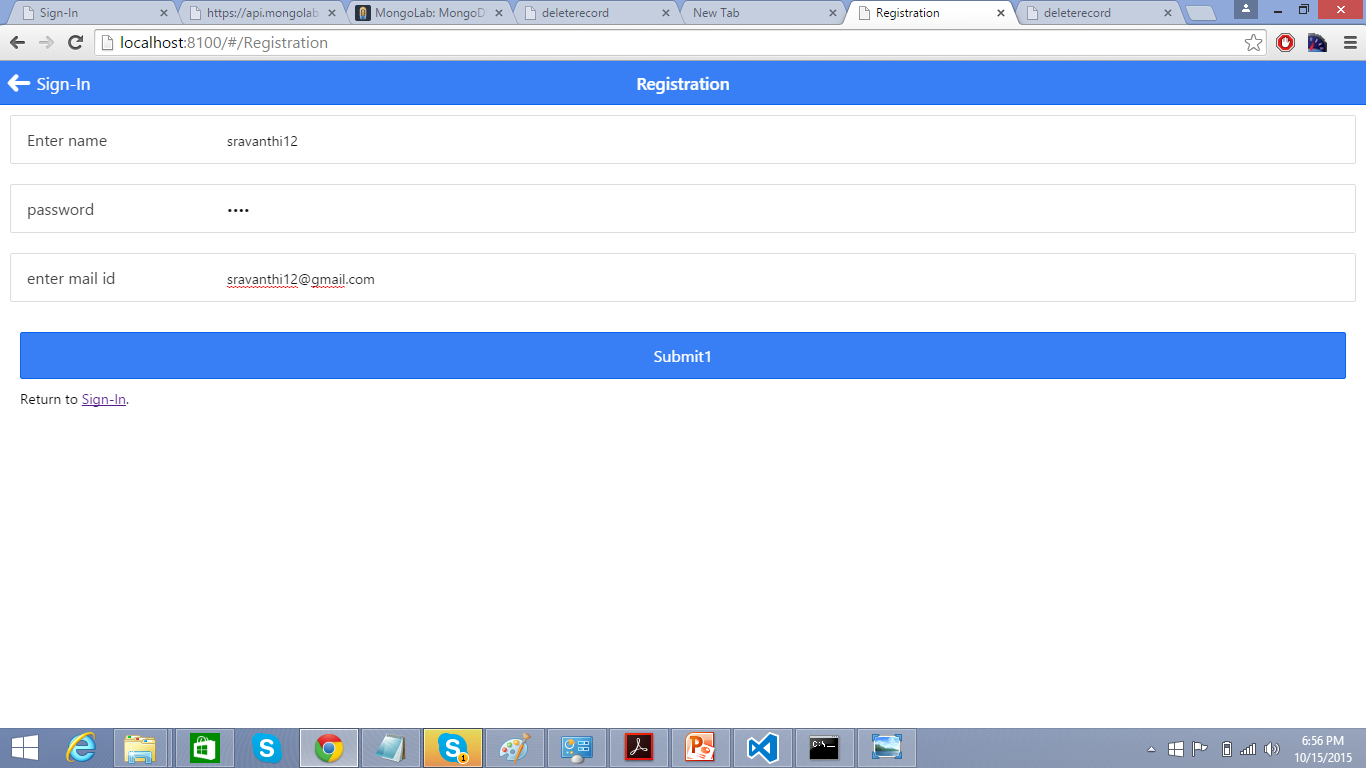 Sign-In https://api.mongolab MongoLab: MongoD deleterecord New Tab Registration deleterecord
localhost:8100/#/Registration
Sign-In Registration
Enter name sravanthi12
password ••••
enter mail id sravanthi12@gmail.com
Submit1
Return to Sign-In.
6:56 PM
10/15/2015